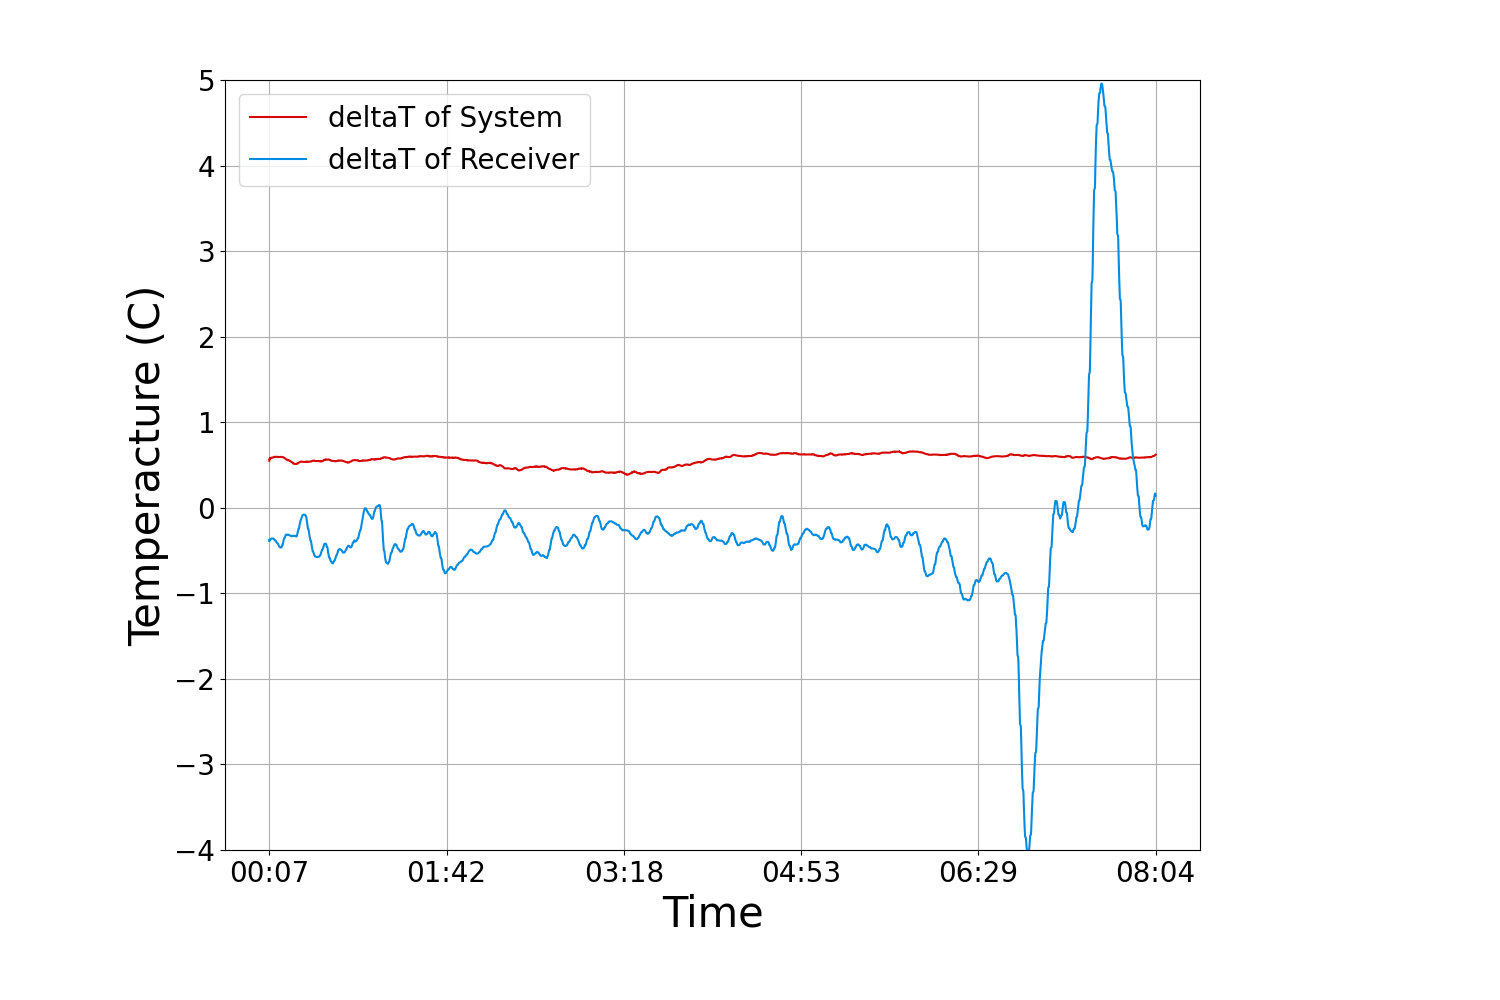 deltaT of System
deltaT of Receiver
5
4
3
2
1
0
−1
−2
−3
−4
Temperacture (C)
00:07 01:42 03:18 04:53 06:29 08:04
Time